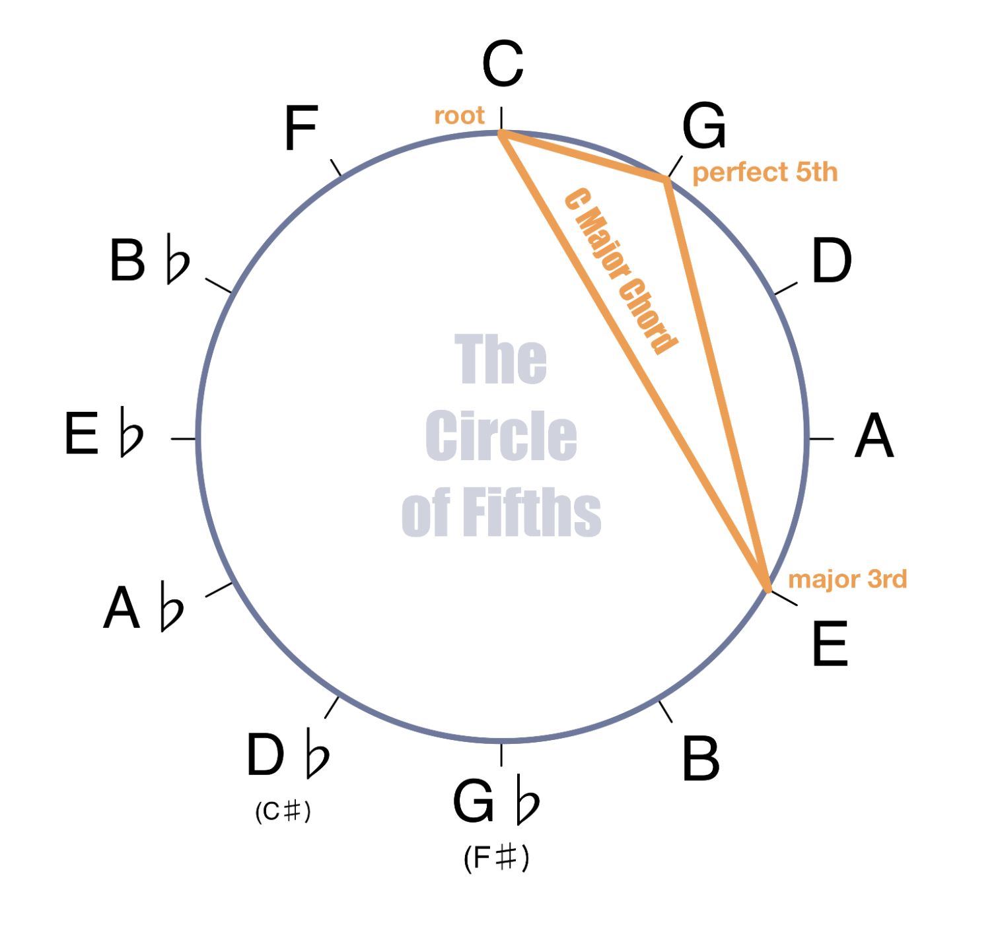 C
root
F
G
perfect 5th
C Major Chord
B ♭
D
The
Circle
of Fifths
E ♭
A
major 3rd
A ♭
E
D ♭
(C♯)
B
G ♭
(F♯)